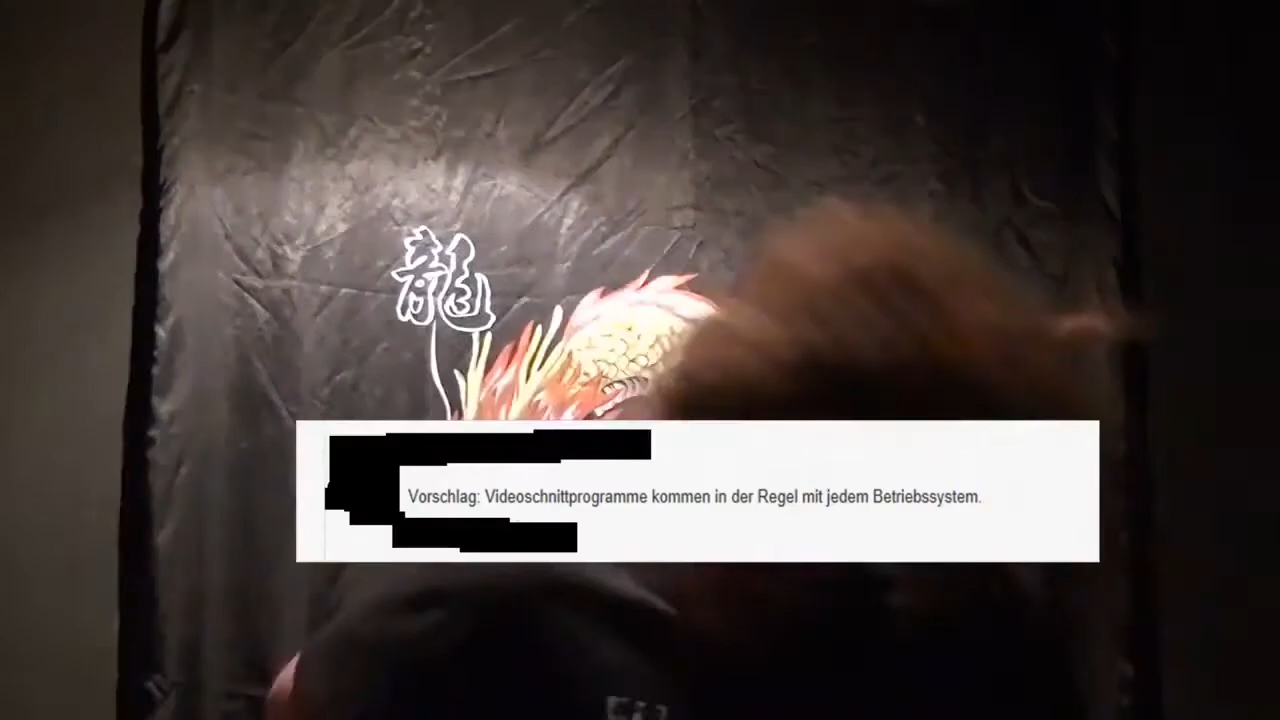 龍
Vorschlag: Videoschnittprogramme kommen in der Regel mit jedem Betriebssystem.